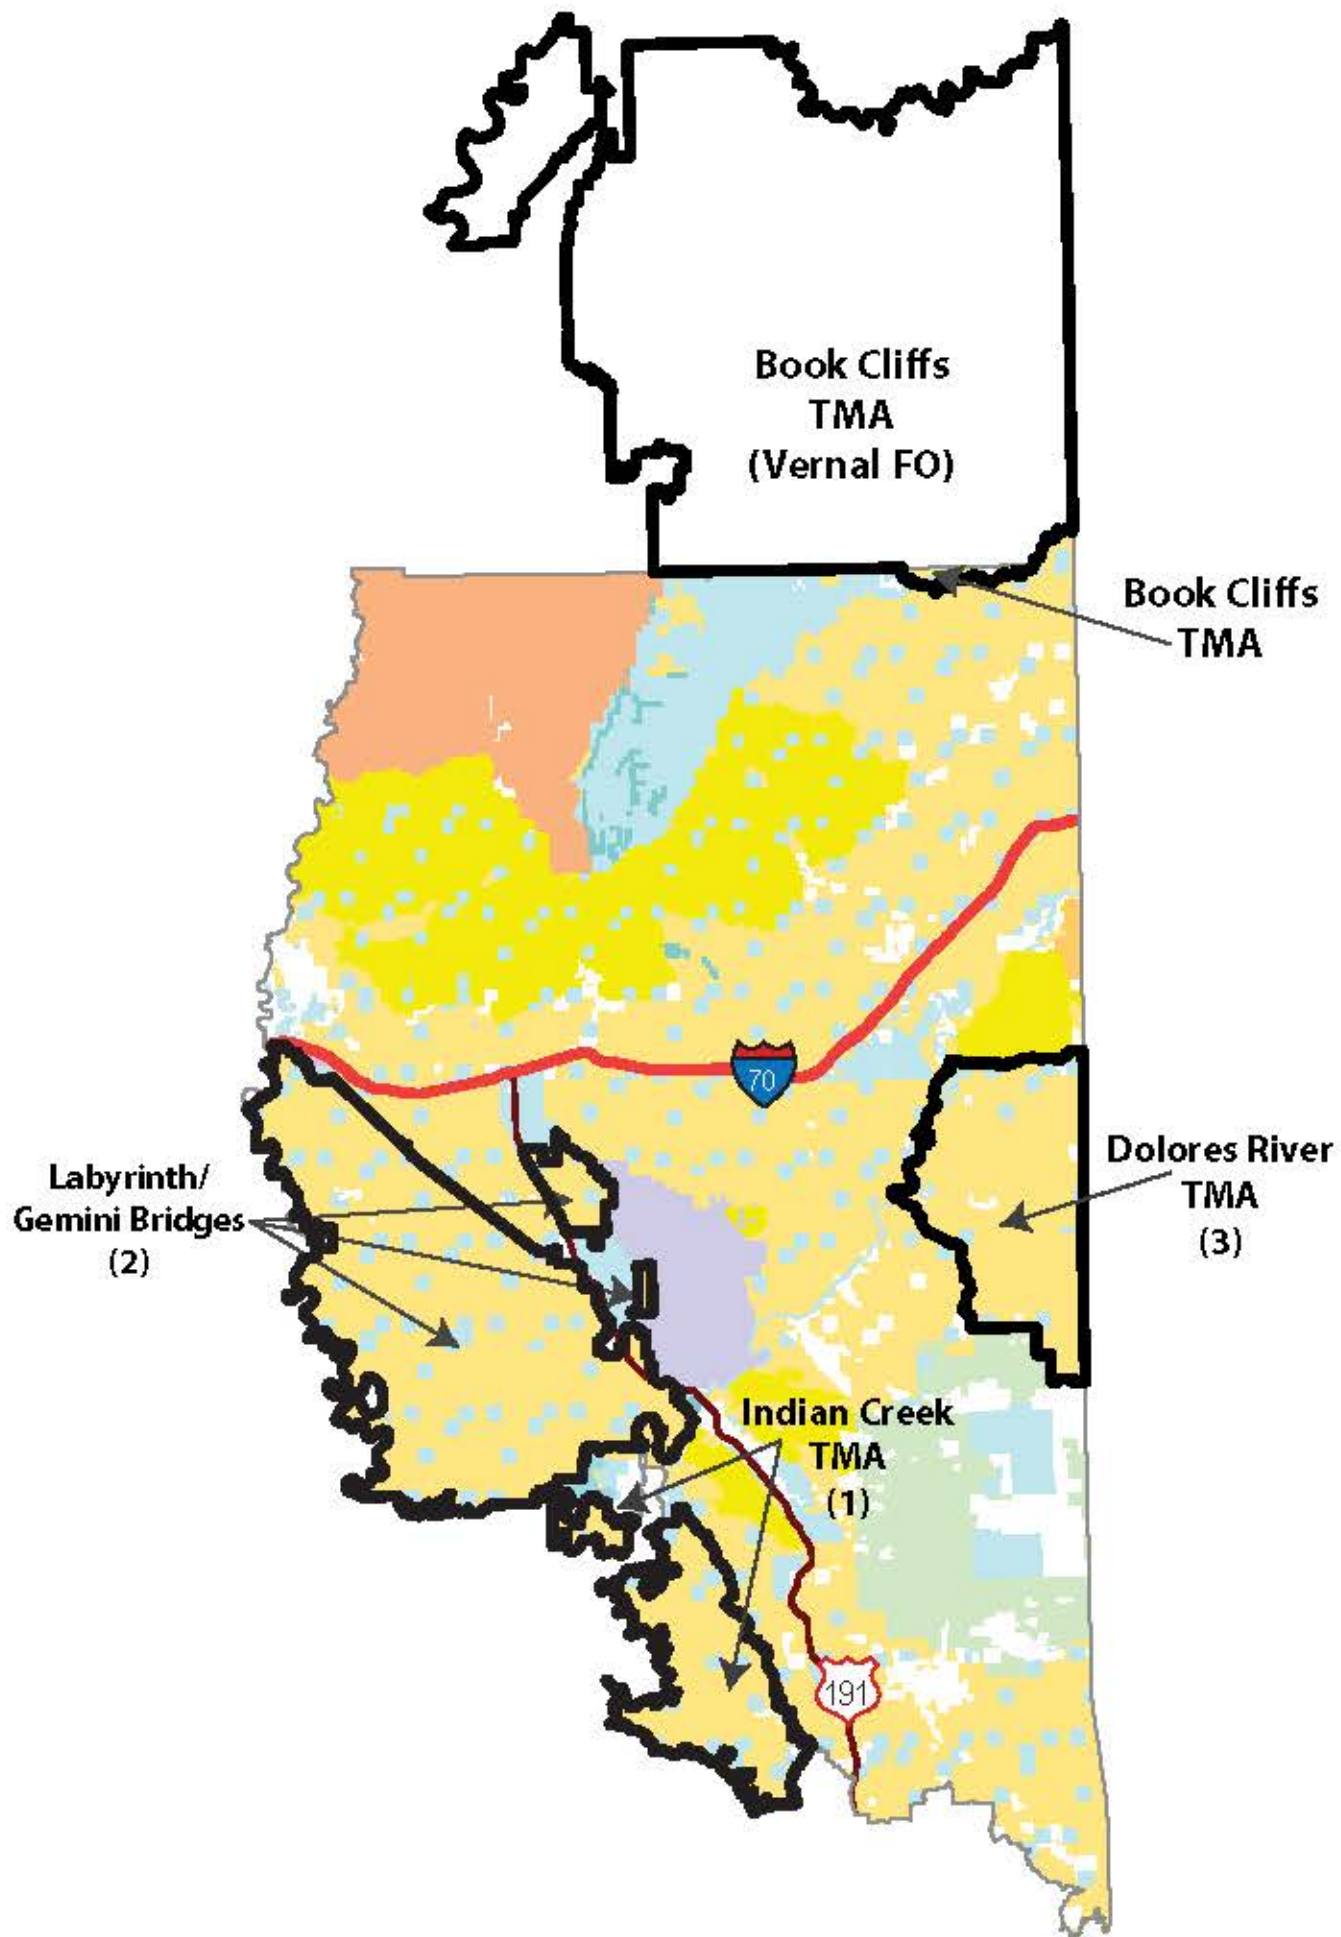 Book Cliffs
TMA
(Vernal FO)
Book Cliffs
TMA
70
Labyrinth/
Gemini Bridges
(2)
Dolores River
TMA
(3)
Indian Creek
TMA
(1)
191